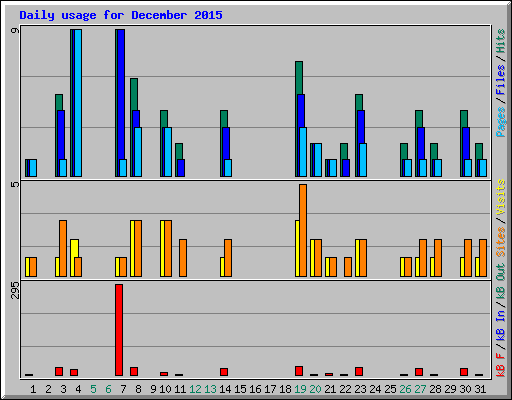 Daily usage for December 2015
9
Pages / Files / Hits
5
Sites / Visits
295
kB F / kB In / kB Out
1 2 3 4 5 6 7 8 9 10 11 12 13 14 15 16 17 18 19 20 21 22 23 24 25 26 27 28 29 30 31